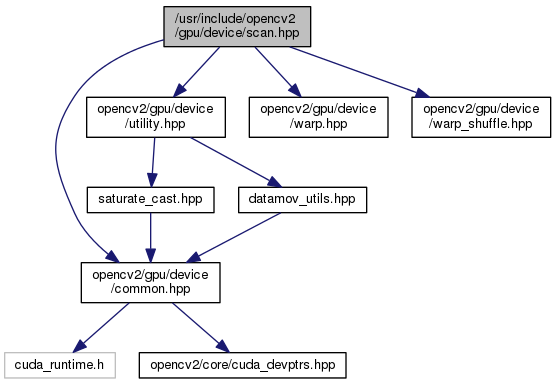 /usr/include/opencv2
/gpu/device/scan.hpp
opencv2/gpu/device
/utility.hpp
opencv2/gpu/device
/warp.hpp
opencv2/gpu/device
/warp_shuffle.hpp
saturate_cast.hpp
datamov_utils.hpp
opencv2/gpu/device
/common.hpp
cuda_runtime.h
opencv2/core/cuda_devptrs.hpp